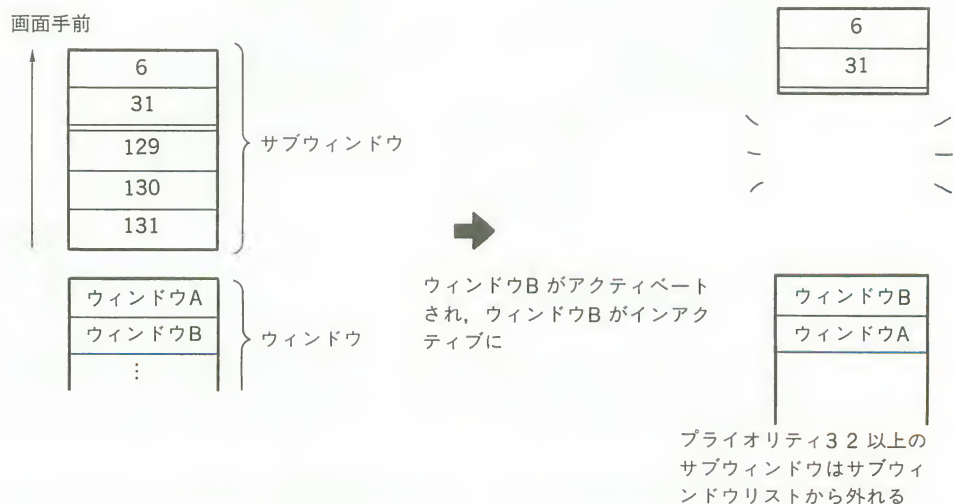 画面手前
6
31
129
130
131
サブウィンドウ
ウィンドウA
ウィンドウB
⋮
ウィンドウ
ウィンドウB がアクティベート
され，ウィンドウB がインアク
ティブに
6
31
ウィンドウB
ウィンドウA
プライオリティ3 2 以上の
サブウィンドウはサブウィ
ンドウリストから外れる